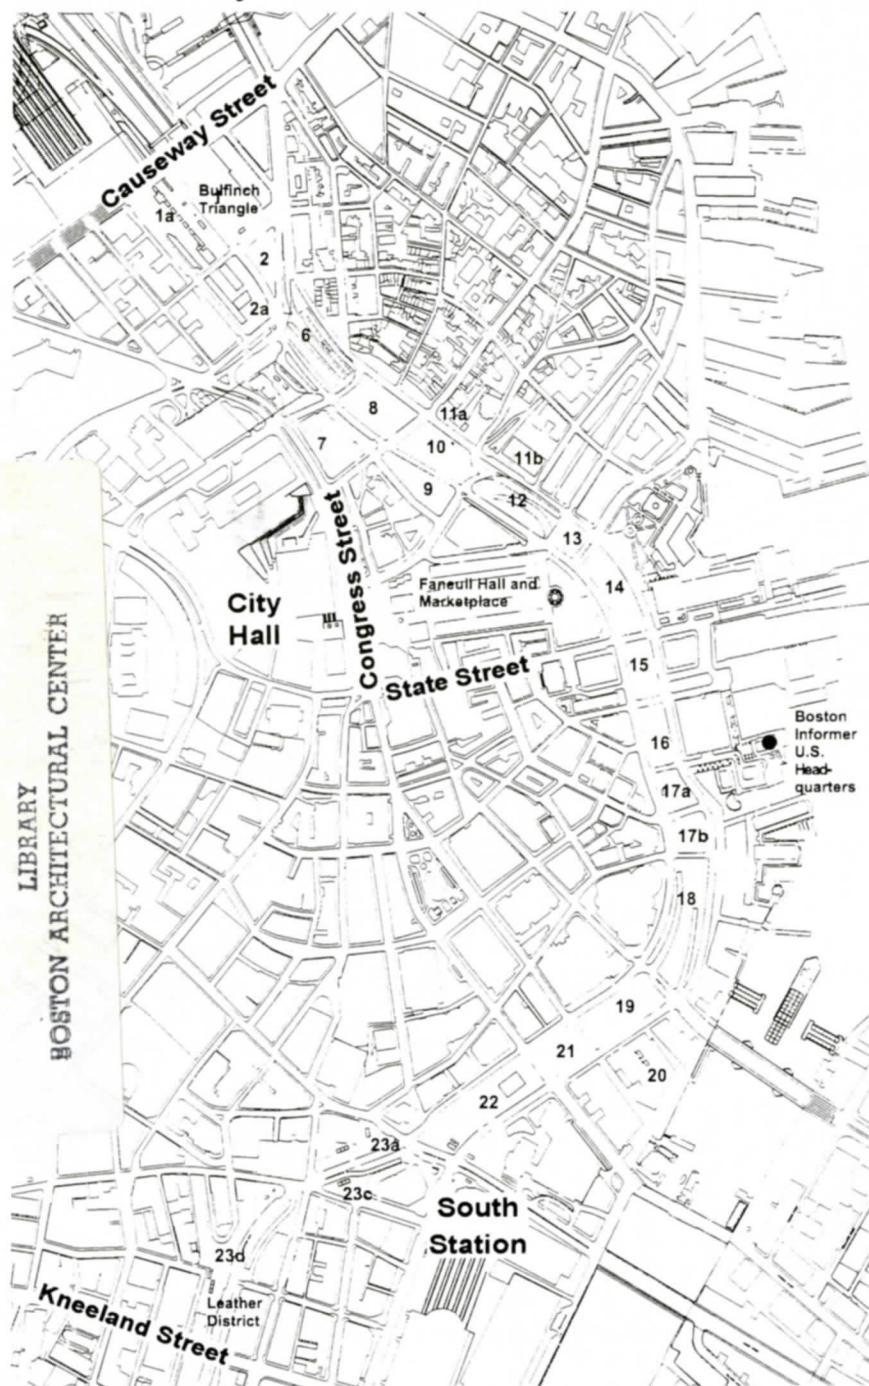 Causeway Street
Bulfinch
Triangle
1a
2
2a
6
8
11a
7
10
11b
9
12
13
Congress Street
Faneuil Hall and
Marketplace
14
City
Hall
State Street
15
16
Boston
Informer
U.S.
Head-
quarters
17a
17b
18
LIBRARY
BOSTON ARCHITECTURAL CENTER
19
21
20
22
23a
23c
South
Station
23d
Leather
District
Kneeland Street